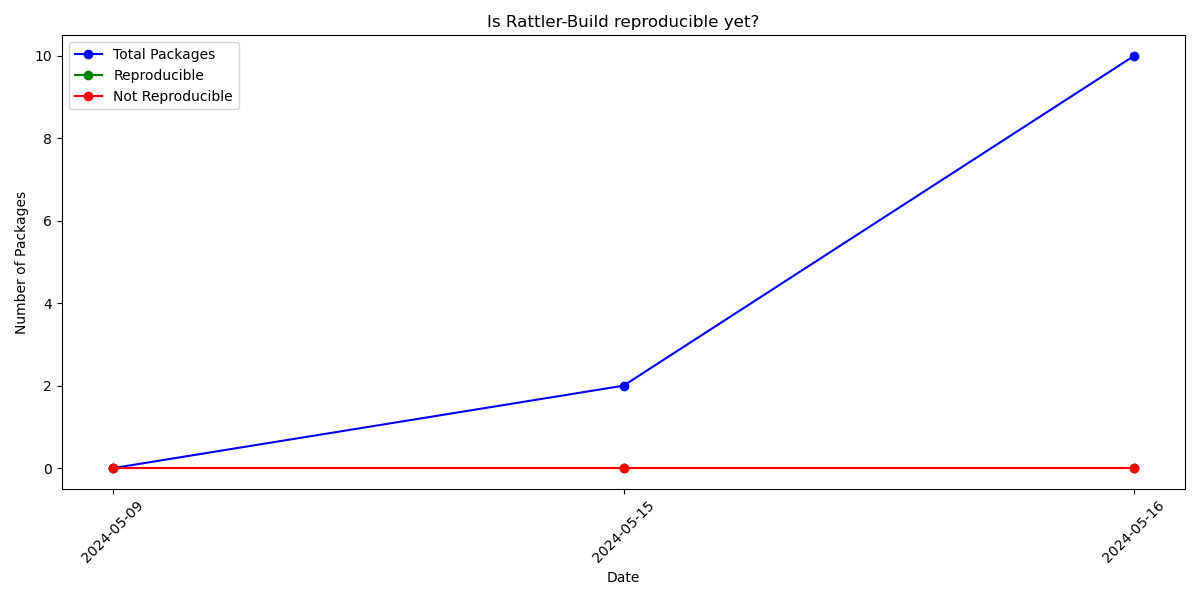 Is Rattler-Build reproducible yet?
Total Packages
Reproducible
Not Reproducible
10
8
6
4
2
0
Number of Packages
2024-05-09
2024-05-15
2024-05-16
Date